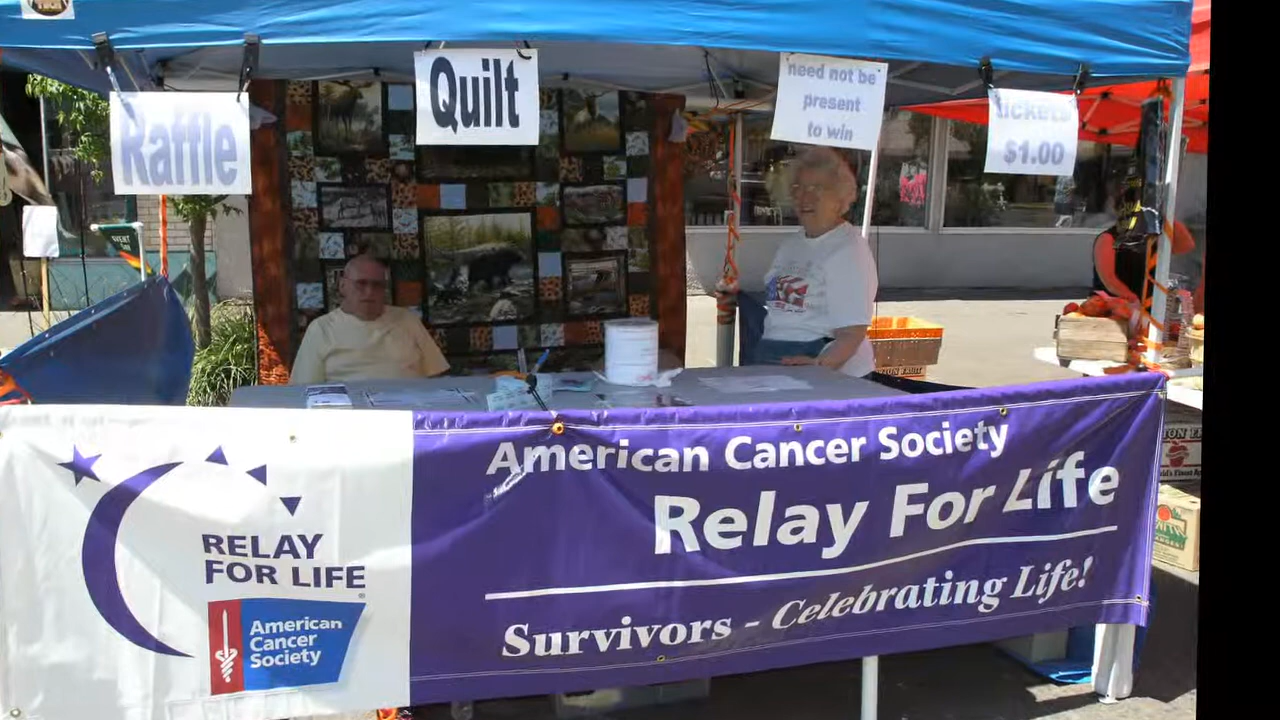 Raffle
Quilt
need not be
present
to win
tickets
$1.00
RELAY
FOR LIFE
®
American
Cancer
Society
American Cancer Society
Relay For Life
Survivors - Celebrating Life!